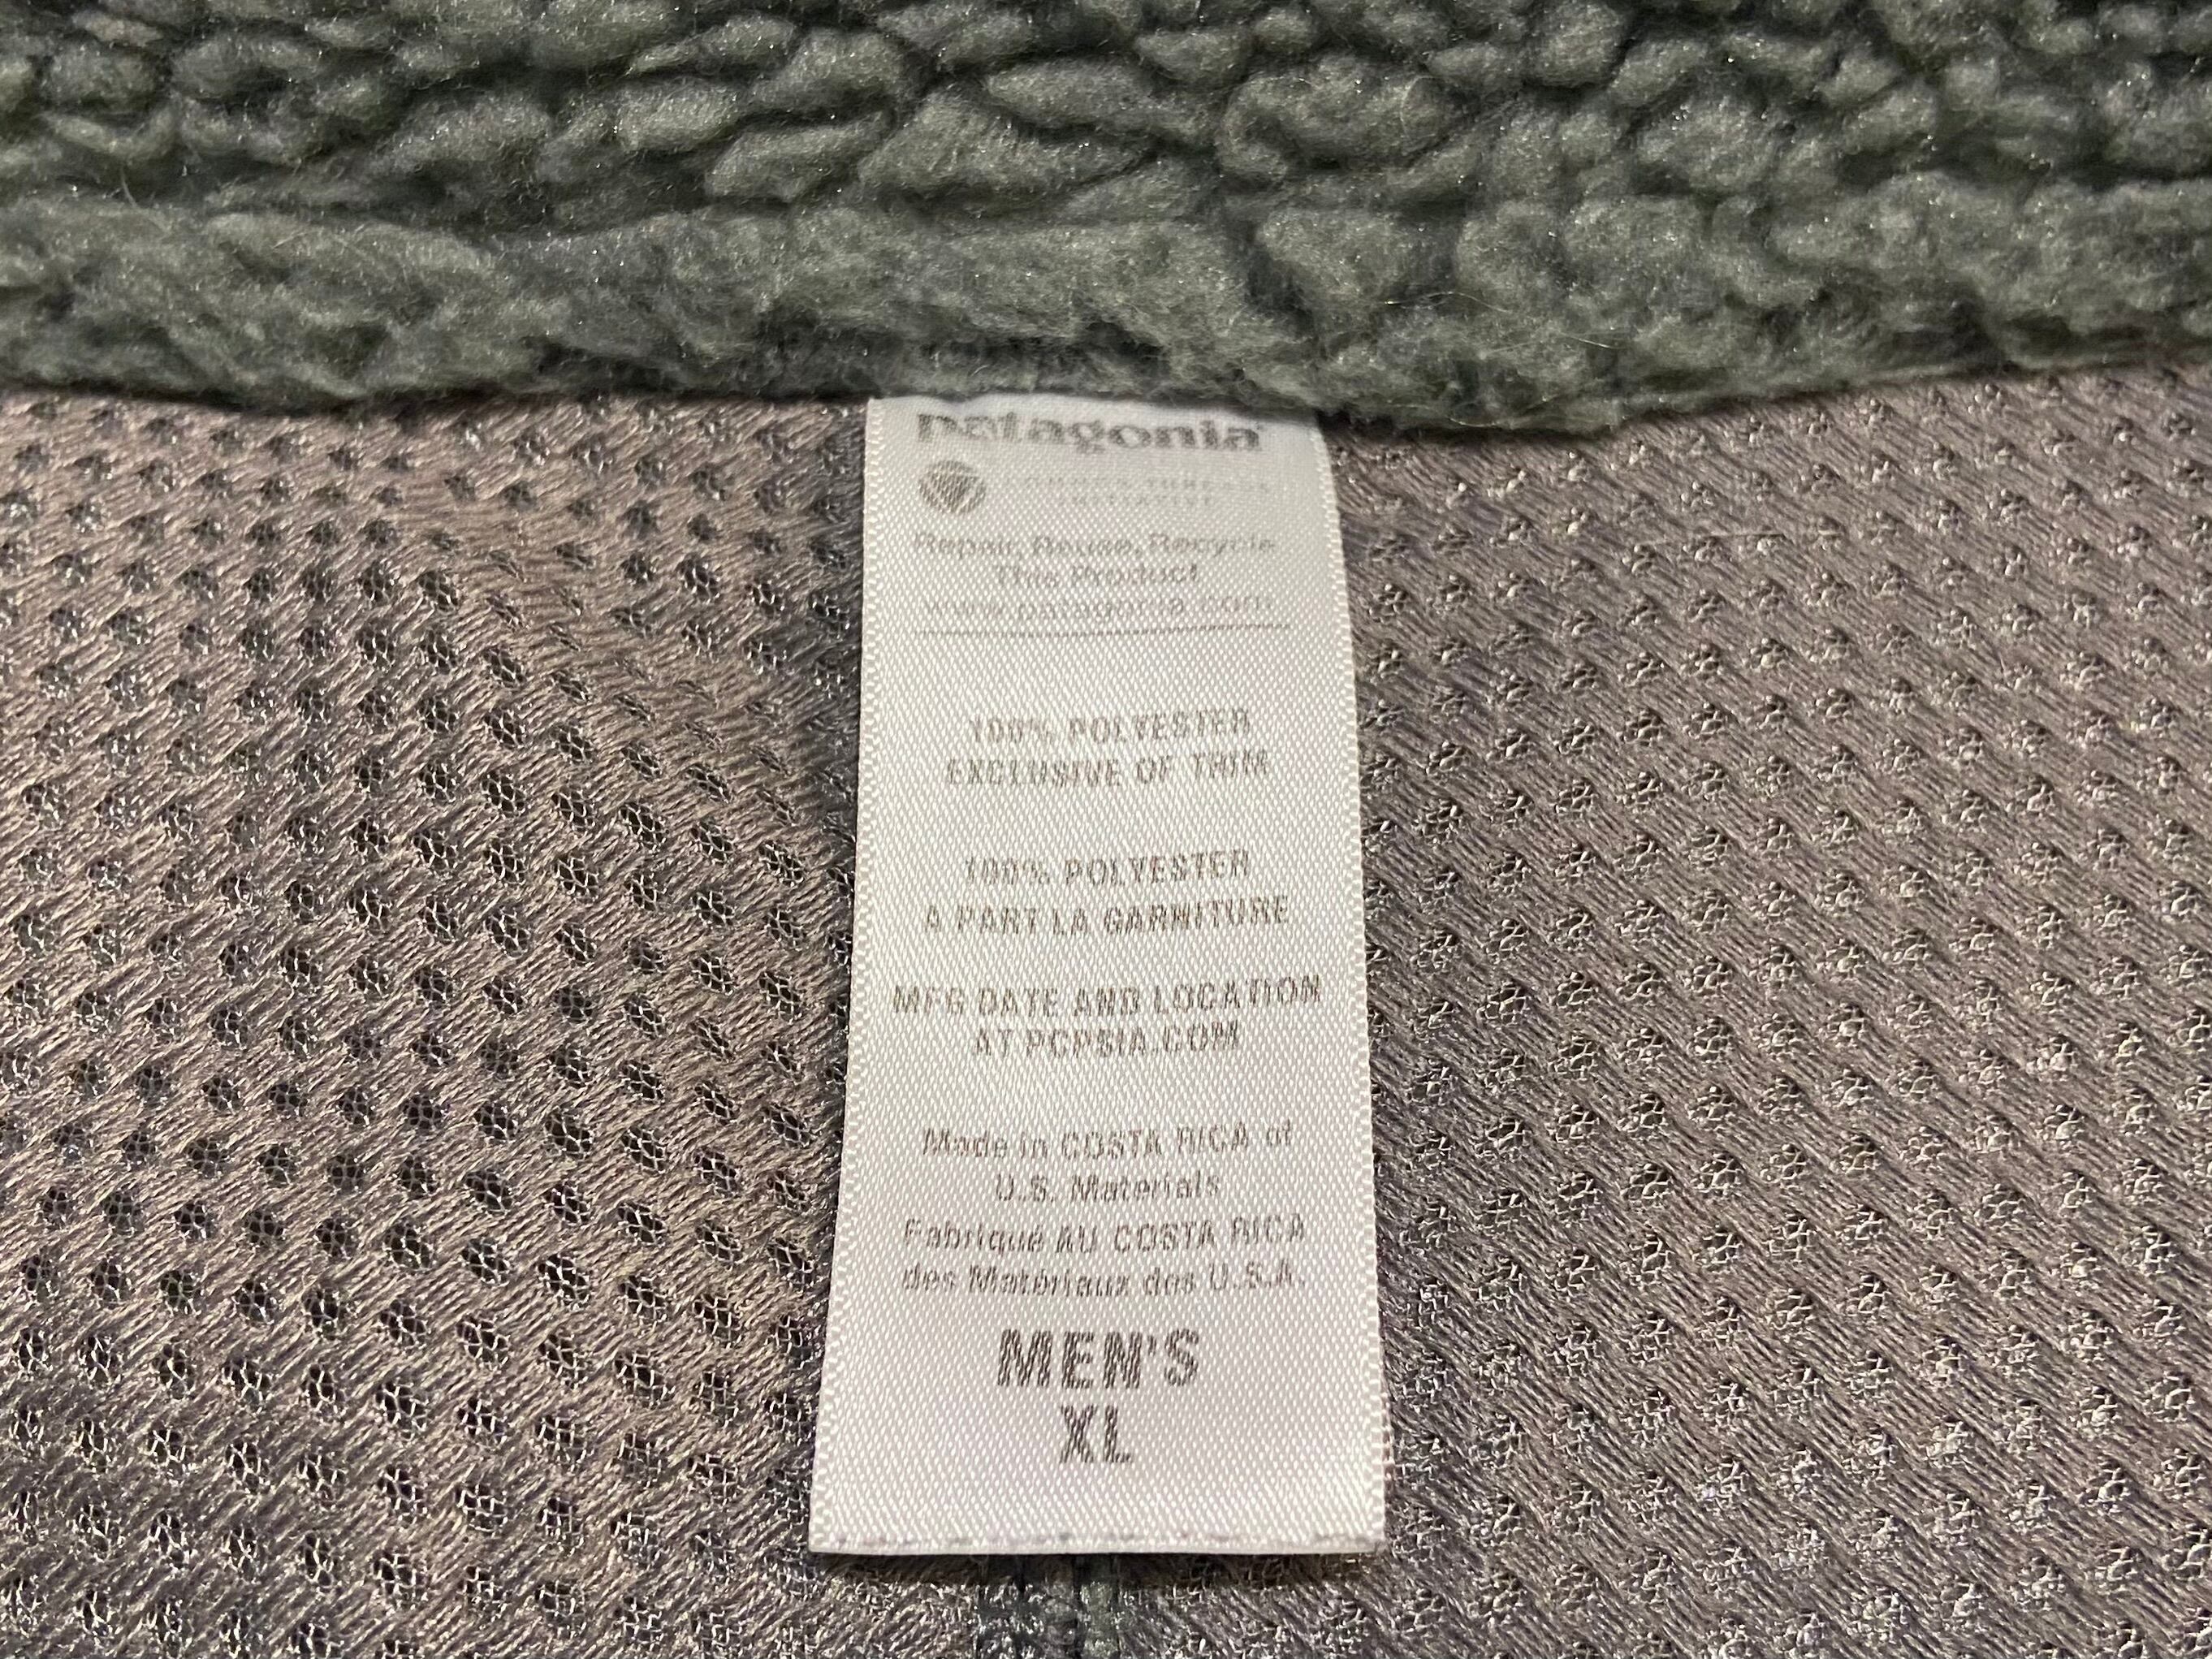 patagonia
Repair, Reuse, Recycle
This Product
www.patagonia.com
100% POLYESTER
EXCLUSIVE OF TRIM
100% POLYESTER
A PART LA GARNITURE
MFG DATE AND LOCATION
AT PCPSIA.COM
Made in COSTA RICA of
U.S. Materials
Fabriqué AU COSTA RICA
des Matériaux des U.S.A
MEN'S
XL